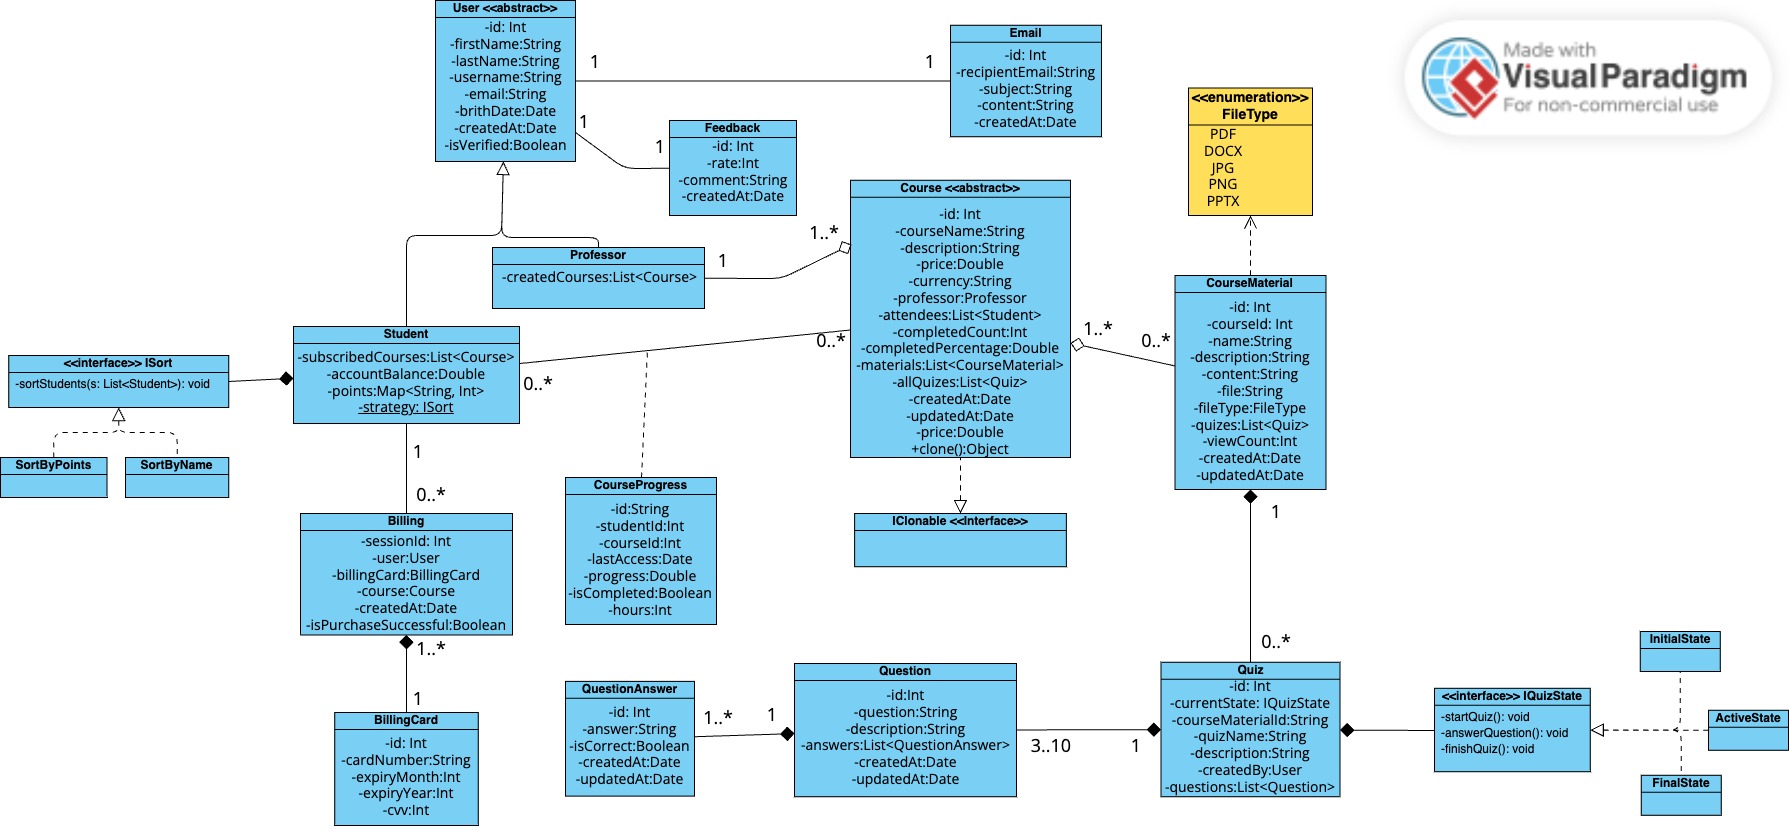 User <<abstract>>
-id: Int
-firstName:String
-lastName:String
-username:String
-email:String
-brithDate:Date
-createdAt:Date
-isVerified:Boolean
1
1
Email
-id: Int
-recipientEmail:String
-subject:String
-content:String
-createdAt:Date
Made with
Visual Paradigm
For non-commercial use
1
1
Feedback
-id: Int
-rate:Int
-comment:String
-createdAt:Date
<<enumeration>>
FileType
PDF
DOCX
JPG
PNG
PPTX
Professor
-createdCourses:List<Course>
1
1..*
Course <<abstract>>
-id: Int
-courseName:String
-description:String
-price:Double
-currency:String
-professor:Professor
-attendees:List<Student>
-completedCount:Int
-completedPercentage:Double
-materials:List<CourseMaterial>
-allQuizes:List<Quiz>
-createdAt:Date
-updatedAt:Date
-price:Double
+clone():Object
1..*
0..*
CourseMaterial
-id: Int
-courseId: Int
-name:String
-description:String
-content:String
-file:String
-fileType:FileType
-quizes:List<Quiz>
-viewCount:Int
-createdAt:Date
-updatedAt:Date
<<interface>> ISort
-sortStudents(s: List<Student>): void
SortByPoints
SortByName
Student
-subscribedCourses:List<Course>
-accountBalance:Double
-points:Map<String, Int>
-strategy: ISort
0..*
0..*
1
0..*
Billing
-sessionId: Int
-user:User
-billingCard:BillingCard
-course:Course
-createdAt:Date
-isPurchaseSuccessful:Boolean
1..*
1
BillingCard
-id: Int
-cardNumber:String
-expiryMonth:Int
-expiryYear:Int
-cvv:Int
CourseProgress
-id:String
-studentId:Int
-courseId:Int
-lastAccess:Date
-progress:Double
-isCompleted:Boolean
-hours:Int
IClonable <<Interface>>
1
0..*
QuestionAnswer
-id: Int
-answer:String
-isCorrect:Boolean
-createdAt:Date
-updatedAt:Date
1..*
1
Question
-id:Int
-question:String
-description:String
-answers:List<QuestionAnswer>
-createdAt:Date
-updatedAt:Date
3..10
1
Quiz
-id: Int
-currentState: IQuizState
-courseMaterialId:String
-quizName:String
-description:String
-createdBy:User
-questions:List<Question>
<<interface>> IQuizState
-startQuiz(): void
-answerQuestion(): void
-finishQuiz(): void
InitialState
ActiveState
FinalState